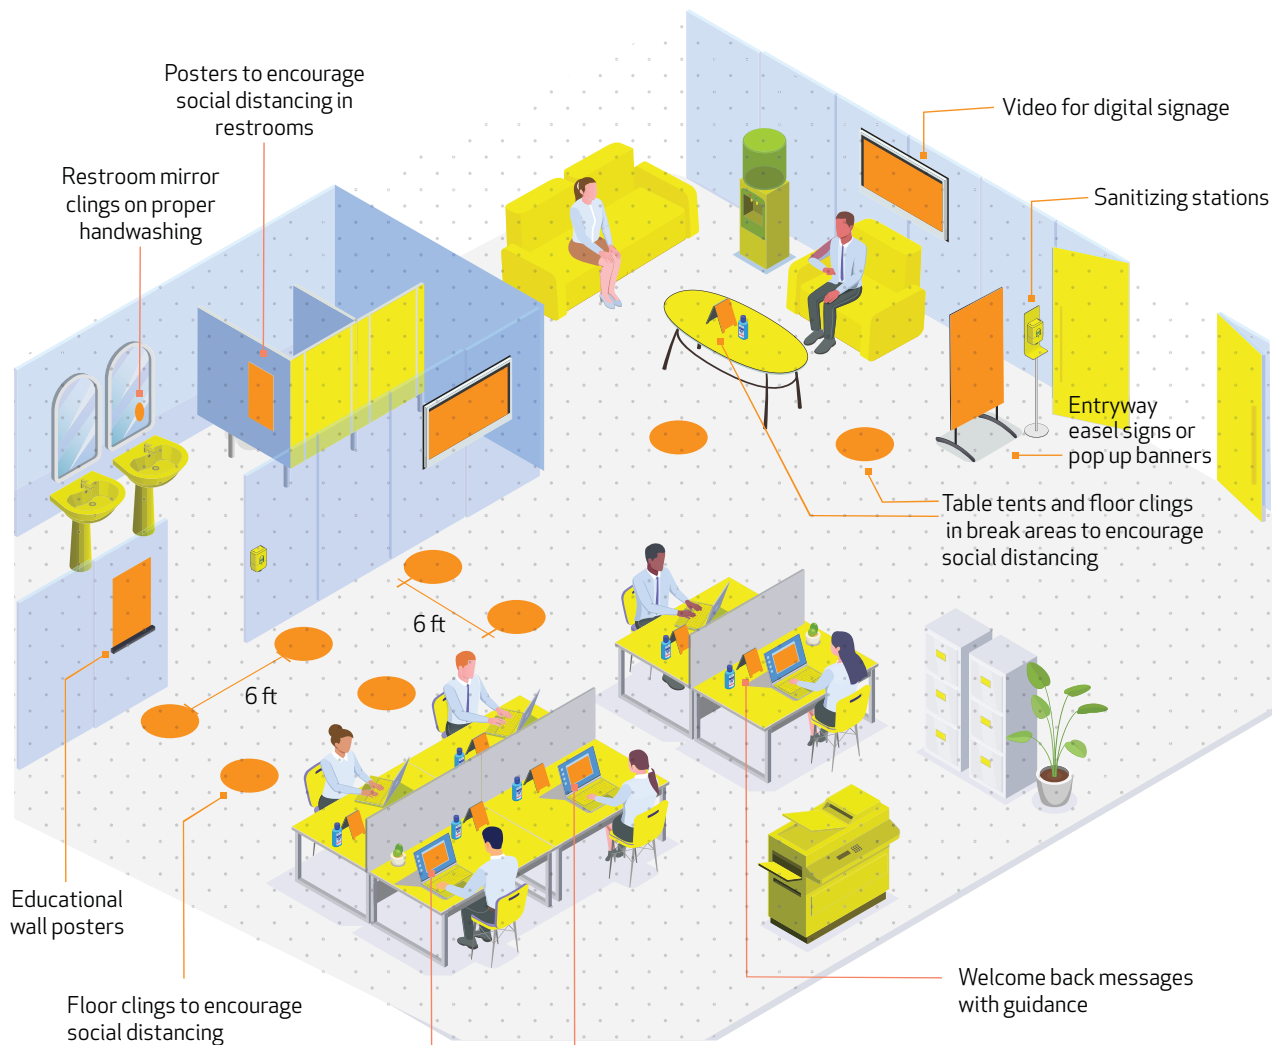 Posters to encourage
social distancing in
restrooms
Video for digital signage
Restroom mirror
clings on proper
handwashing
Sanitizing stations
Entryway
easel signs or
pop up banners
Table tents and floor clings
in break areas to encourage
social distancing
6 ft
6 ft
Educational
wall posters
Welcome back messages
with guidance
Floor clings to encourage
social distancing